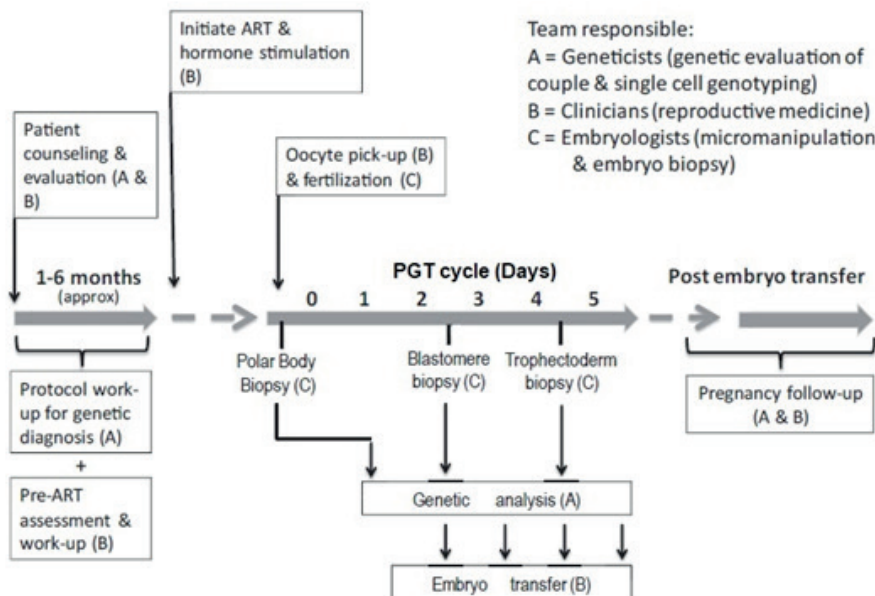 Initiate ART &
hormone stimulation
(B)
Team responsible:
A = Geneticists (genetic evaluation of
couple & single cell genotyping)
B = Clinicians (reproductive medicine)
C = Embryologists (micromanipulation
& embryo biopsy)
Patient
counseling &
evaluation (A &
B)
Oocyte pick-up (B)
& fertilization (C)
1-6 months
(approx)
PGT cycle (Days)
0 1 2 3 4 5
Post embryo transfer
Polar Body
Biopsy (C)
Blastomere
biopsy (C)
Trophectoderm
biopsy (C)
Protocol work-
up for genetic
diagnosis (A)
+
Pre-ART
assessment &
work-up (B)
Pregnancy follow-up
(A & B)
Genetic analysis (A)
Embryo transfer (B)